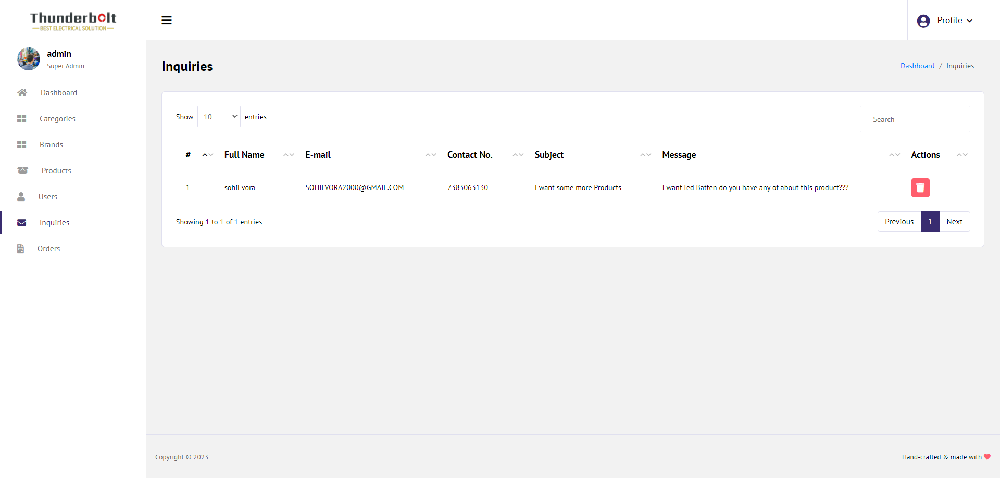 Thunderbolt
BEST ELECTRICAL SOLUTION
Profile
admin
Super Admin
Dashboard
Categories
Brands
Products
Users
Inquiries
Orders
Inquiries
Dashboard / Inquiries
Show 10 entries
Search
# Full Name E-mail Contact No. Subject Message Actions
1 sohil vora SOHILVORA2000@GMAIL.COM 7383063130 I want some more Products I want led Batten do you have any of about this product???
Showing 1 to 1 of 1 entries
Previous 1 Next
Copyright © 2023
Hand-crafted & made with